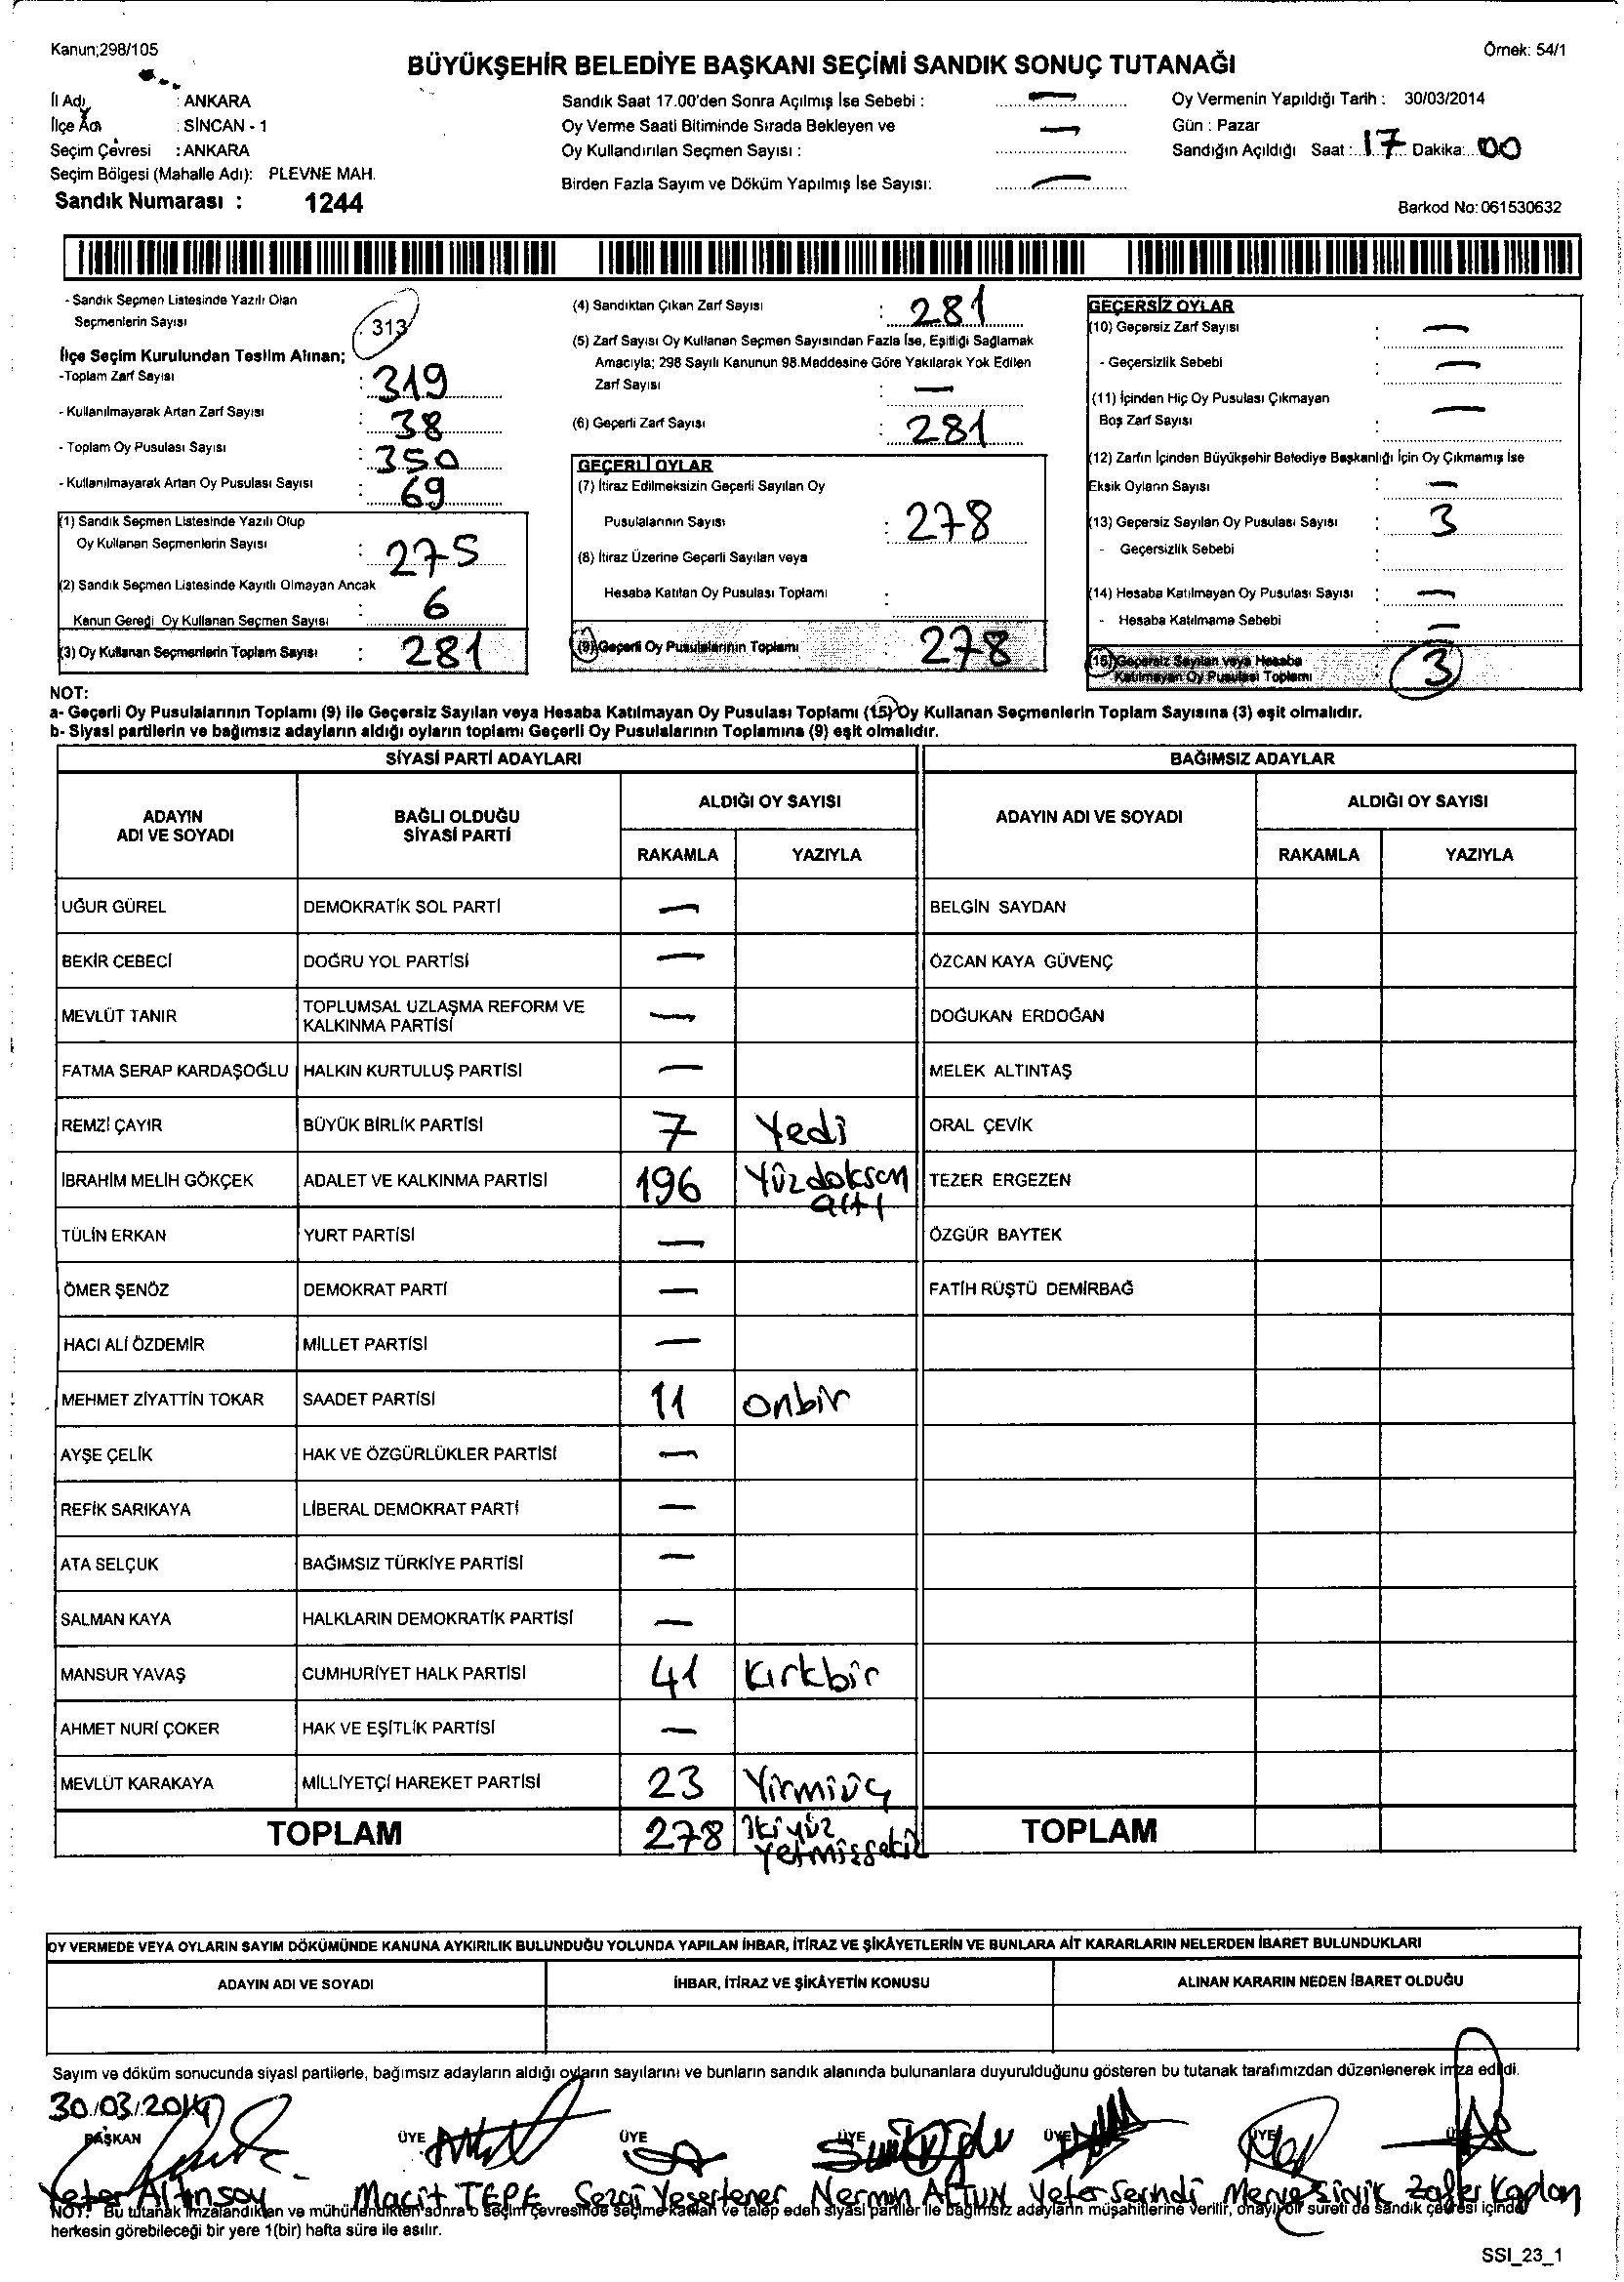 Kanun;298/105
Örnek: 54/1
BÜYÜKŞEHİR BELEDİYE BAŞKANI SEÇİMİ SANDIK SONUÇ TUTANAĞI
İl Adı : ANKARA
İlçe Adı : SİNCAN - 1
Seçim Çevresi : ANKARA
Seçim Bölgesi (Mahalle Adı): PLEVNE MAH.
Sandık Numarası : 1244
Sandık Saat 17.00'den Sonra Açılmış İse Sebebi : —
Oy Verme Saati Bitiminde Sırada Bekleyen ve
Oy Kullandırılan Seçmen Sayısı : —
Birden Fazla Sayım ve Döküm Yapılmış İse Sayısı: —
Oy Vermenin Yapıldığı Tarih : 30/03/2014
Gün : Pazar
Sandığın Açıldığı Saat : 17 Dakika: 00
Barkod No: 061530632
- Sandık Seçmen Listesinde Yazılı Olan
Seçmenlerin Sayısı : 313
İlçe Seçim Kurulundan Teslim Alınan;
-Toplam Zarf Sayısı : 319
- Kullanılmayarak Artan Zarf Sayısı : 38
- Toplam Oy Pusulası Sayısı : 350
- Kullanılmayarak Artan Oy Pusulası Sayısı : 69
(1) Sandık Seçmen Listesinde Yazılı Olup
Oy Kullanan Seçmenlerin Sayısı : 275
(2) Sandık Seçmen Listesinde Kayıtlı Olmayan Ancak
Kanun Gereği Oy Kullanan Seçmen Sayısı : 6
(3) Oy Kullanan Seçmenlerin Toplam Sayısı : 281
(4) Sandıktan Çıkan Zarf Sayısı : 281
(5) Zarf Sayısı Oy Kullanan Seçmen Sayısından Fazla İse, Eşitliği Sağlamak
Amacıyla; 298 Sayılı Kanunun 98.Maddesine Göre Yakılarak Yok Edilen
Zarf Sayısı : —
(6) Geçerli Zarf Sayısı : 281
GEÇERLİ OYLAR
(7) İtiraz Edilmeksizin Geçerli Sayılan Oy
Pusulalarının Sayısı : 278
(8) İtiraz Üzerine Geçerli Sayılan veya
Hesaba Katılan Oy Pusulası Toplamı :
(9) Geçerli Oy Pusulalarının Toplamı 278
GEÇERSİZ OYLAR
(10) Geçersiz Zarf Sayısı : —
- Geçersizlik Sebebi : —
(11) İçinden Hiç Oy Pusulası Çıkmayan
Boş Zarf Sayısı : —
(12) Zarfın İçinden Büyükşehir Belediye Başkanlığı İçin Oy Çıkmamış İse
Eksik Oyların Sayısı : —
(13) Geçersiz Sayılan Oy Pusulası Sayısı : 3
- Geçersizlik Sebebi :
(14) Hesaba Katılmayan Oy Pusulası Sayısı : —
- Hesaba Katılmama Sebebi : —
(15) Geçersiz Sayılan veya Hesaba
Katılmayan Oy Pusulası Toplamı : 3
NOT:
a- Geçerli Oy Pusulalarının Toplamı (9) ile Geçersiz Sayılan veya Hesaba Katılmayan Oy Pusulası Toplamı (15) Oy Kullanan Seçmenlerin Toplam Sayısına (3) eşit olmalıdır.
b- Siyasi partilerin ve bağımsız adayların aldığı oyların toplamı Geçerli Oy Pusulalarının Toplamına (9) eşit olmalıdır.
SİYASİ PARTİ ADAYLARI BAĞIMSIZ ADAYLAR
ADAYIN
ADI VE SOYADI
BAĞLI OLDUĞU
SİYASİ PARTİ
ALDIĞI OY SAYISI
RAKAMLA YAZIYLA
ADAYIN ADI VE SOYADI
ALDIĞI OY SAYISI
RAKAMLA YAZIYLA
UĞUR GÜREL DEMOKRATİK SOL PARTİ — BELGİN SAYDAN
BEKİR CEBECİ DOĞRU YOL PARTİSİ — ÖZCAN KAYA GÜVENÇ
MEVLÜT TANIR TOPLUMSAL UZLAŞMA REFORM VE
KALKINMA PARTİSİ — DOĞUKAN ERDOĞAN
FATMA SERAP KARDAŞOĞLU HALKIN KURTULUŞ PARTİSİ — MELEK ALTINTAŞ
REMZİ ÇAYIR BÜYÜK BİRLİK PARTİSİ 7 Yedi ORAL ÇEVİK
İBRAHİM MELİH GÖKÇEK ADALET VE KALKINMA PARTİSİ 196 Yüzdoksan TEZER ERGEZEN
altı
TÜLİN ERKAN YURT PARTİSİ — ÖZGÜR BAYTEK
ÖMER ŞENÖZ DEMOKRAT PARTİ — FATİH RÜŞTÜ DEMİRBAĞ
HACI ALİ ÖZDEMİR MİLLET PARTİSİ —
MEHMET ZİYATTİN TOKAR SAADET PARTİSİ 11 onbir
AYŞE ÇELİK HAK VE ÖZGÜRLÜKLER PARTİSİ —
REFİK SARIKAYA LİBERAL DEMOKRAT PARTİ —
ATA SELÇUK BAĞIMSIZ TÜRKİYE PARTİSİ —
SALMAN KAYA HALKLARIN DEMOKRATİK PARTİSİ —
MANSUR YAVAŞ CUMHURİYET HALK PARTİSİ 41 Kırkbir
AHMET NURİ ÇOKER HAK VE EŞİTLİK PARTİSİ —
MEVLÜT KARAKAYA MİLLİYETÇİ HAREKET PARTİSİ 23 Yirmiüç
TOPLAM 278 İkiyüz TOPLAM
yetmişsekiz
OY VERMEDE VEYA OYLARIN SAYIM DÖKÜMÜNDE KANUNA AYKIRILIK BULUNDUĞU YOLUNDA YAPILAN İHBAR, İTİRAZ VE ŞİKÂYETLERİN VE BUNLARA AİT KARARLARIN NELERDEN İBARET BULUNDUKLARI
ADAYIN ADI VE SOYADI İHBAR, İTİRAZ VE ŞİKÂYETİN KONUSU ALINAN KARARIN NEDEN İBARET OLDUĞU
Sayım ve döküm sonucunda siyasi partilerle, bağımsız adayların aldığı oyların sayılarını ve bunların sandık alanında bulunanlara duyurulduğunu gösteren bu tutanak tarafımızdan düzenlenerek imza edildi.
30.03.2014
BAŞKAN ÜYE ÜYE ÜYE ÜYE ÜYE ÜYE
Yeter Altınsoy Macit TEPE Sezgi Yeşertener Nermin ALTUN Yeter Serindi Merve Sinik Zafer Kaplan
NOT: Bu tutanak imzalandıktan ve mühürlendikten sonra o seçim çevresinde seçime katılan ve talep eden siyasi partiler ile bağımsız adayların müşahitlerine verilir, onaylı bir sureti de sandık çevresi içinde
herkesin görebileceği bir yere 1(bir) hafta süre ile asılır.
SSI_23_1